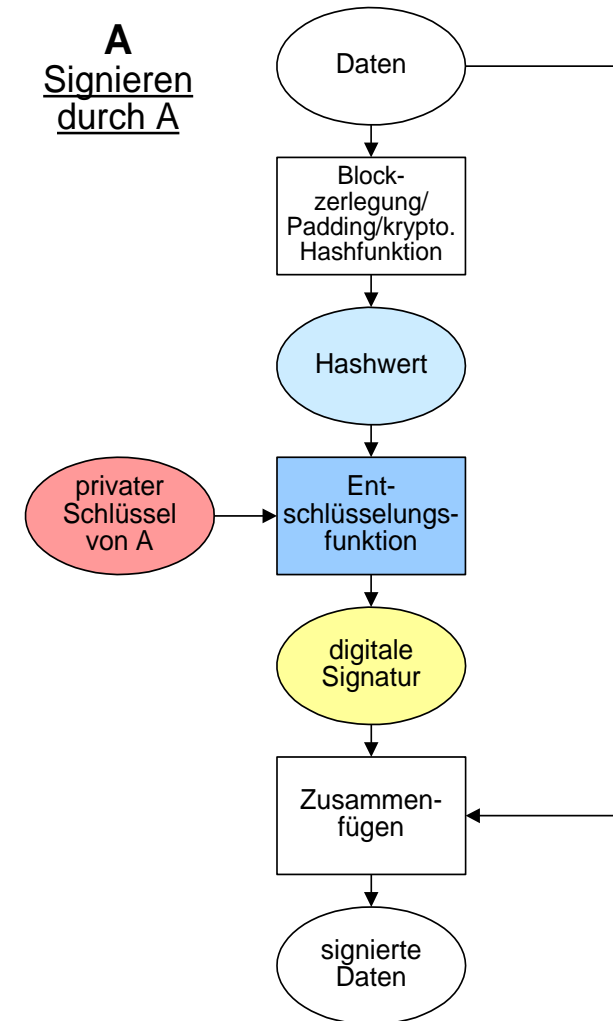 A
Signieren
durch A
Daten
Block-
zerlegung/
Padding/krypto.
Hashfunktion
Hashwert
privater
Schlüssel
von A
Ent-
schlüsselungs-
funktion
digitale
Signatur
Zusammen-
fügen
signierte
Daten